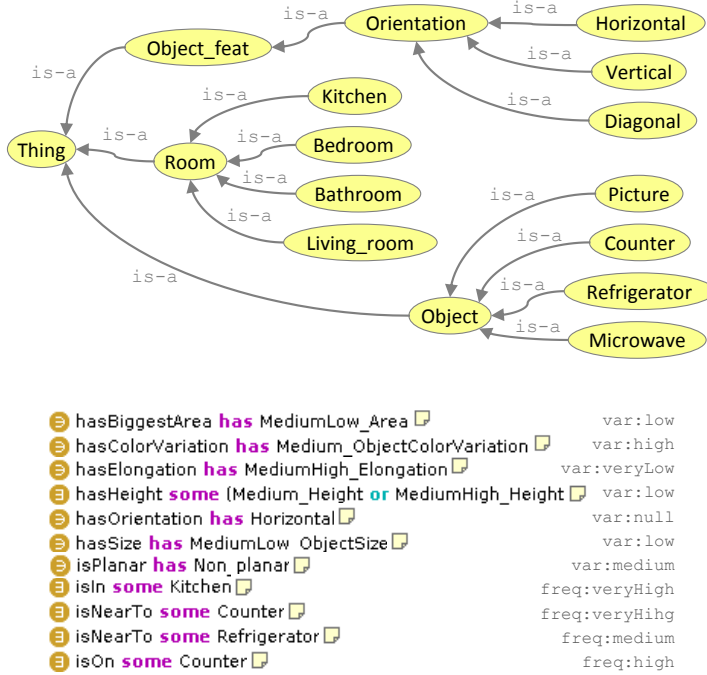 is-a Orientation is-a Horizontal
Object_feat
is-a Vertical
is-a is-a Kitchen is-a Diagonal
Thing is-a Room is-a Bedroom
is-a Bathroom is-a Picture
is-a Living_room is-a Counter
is-a is-a Refrigerator
Object is-a Microwave
hasBiggestArea has MediumLow_Area var:low
hasColorVariation has Medium_ObjectColorVariation var:high
hasElongation has MediumHigh_Elongation var:veryLow
hasHeight some (Medium_Height or MediumHigh_Height var:low
hasOrientation has Horizontal var:null
hasSize has MediumLow_ObjectSize var:low
isPlanar has Non_planar var:medium
isIn some Kitchen freq:veryHigh
isNearTo some Counter freq:veryHihg
isNearTo some Refrigerator freq:medium
isOn some Counter freq:high